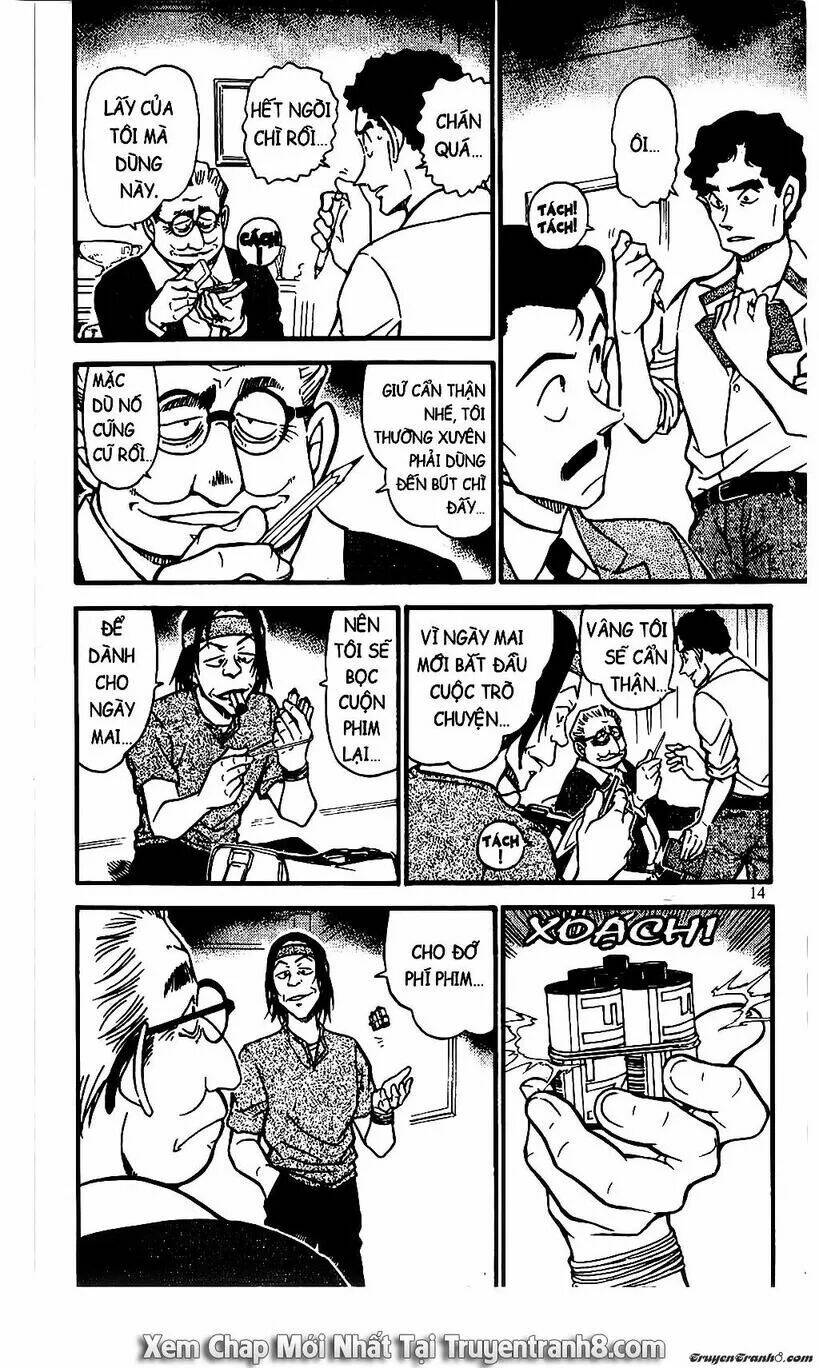 ÔI...
TÁCH!
TÁCH!
CHÁN
QUÁ...
HẾT NGÒI
CHÌ RỒI...
LẤY CỦA
TÔI MÀ
DÙNG
NÀY.
CÁCH
!
GIỮ CẨN THẬN
NHÉ, TÔI
THƯỜNG XUYÊN
PHẢI DÙNG
ĐẾN BÚT CHÌ
ĐẤY...
MẶC
DÙ NÓ
CỨNG
CỨ RỒI...
VÂNG TÔI
SẼ CẨN
THẬN...
VÌ NGÀY MAI
MỚI BẮT ĐẦU
CUỘC TRÒ
CHUYỆN...
TÁCH
!
NÊN
TÔI SẼ
BỌC
CUỘN
PHIM
LẠI...
ĐỂ
DÀNH
CHO
NGÀY
MAI...
14
XOẠCH!
CHO ĐỠ
PHÍ PHIM...
Xem Chap Mới Nhất Tại Truyentranh8.com
TruyenTranh8.com